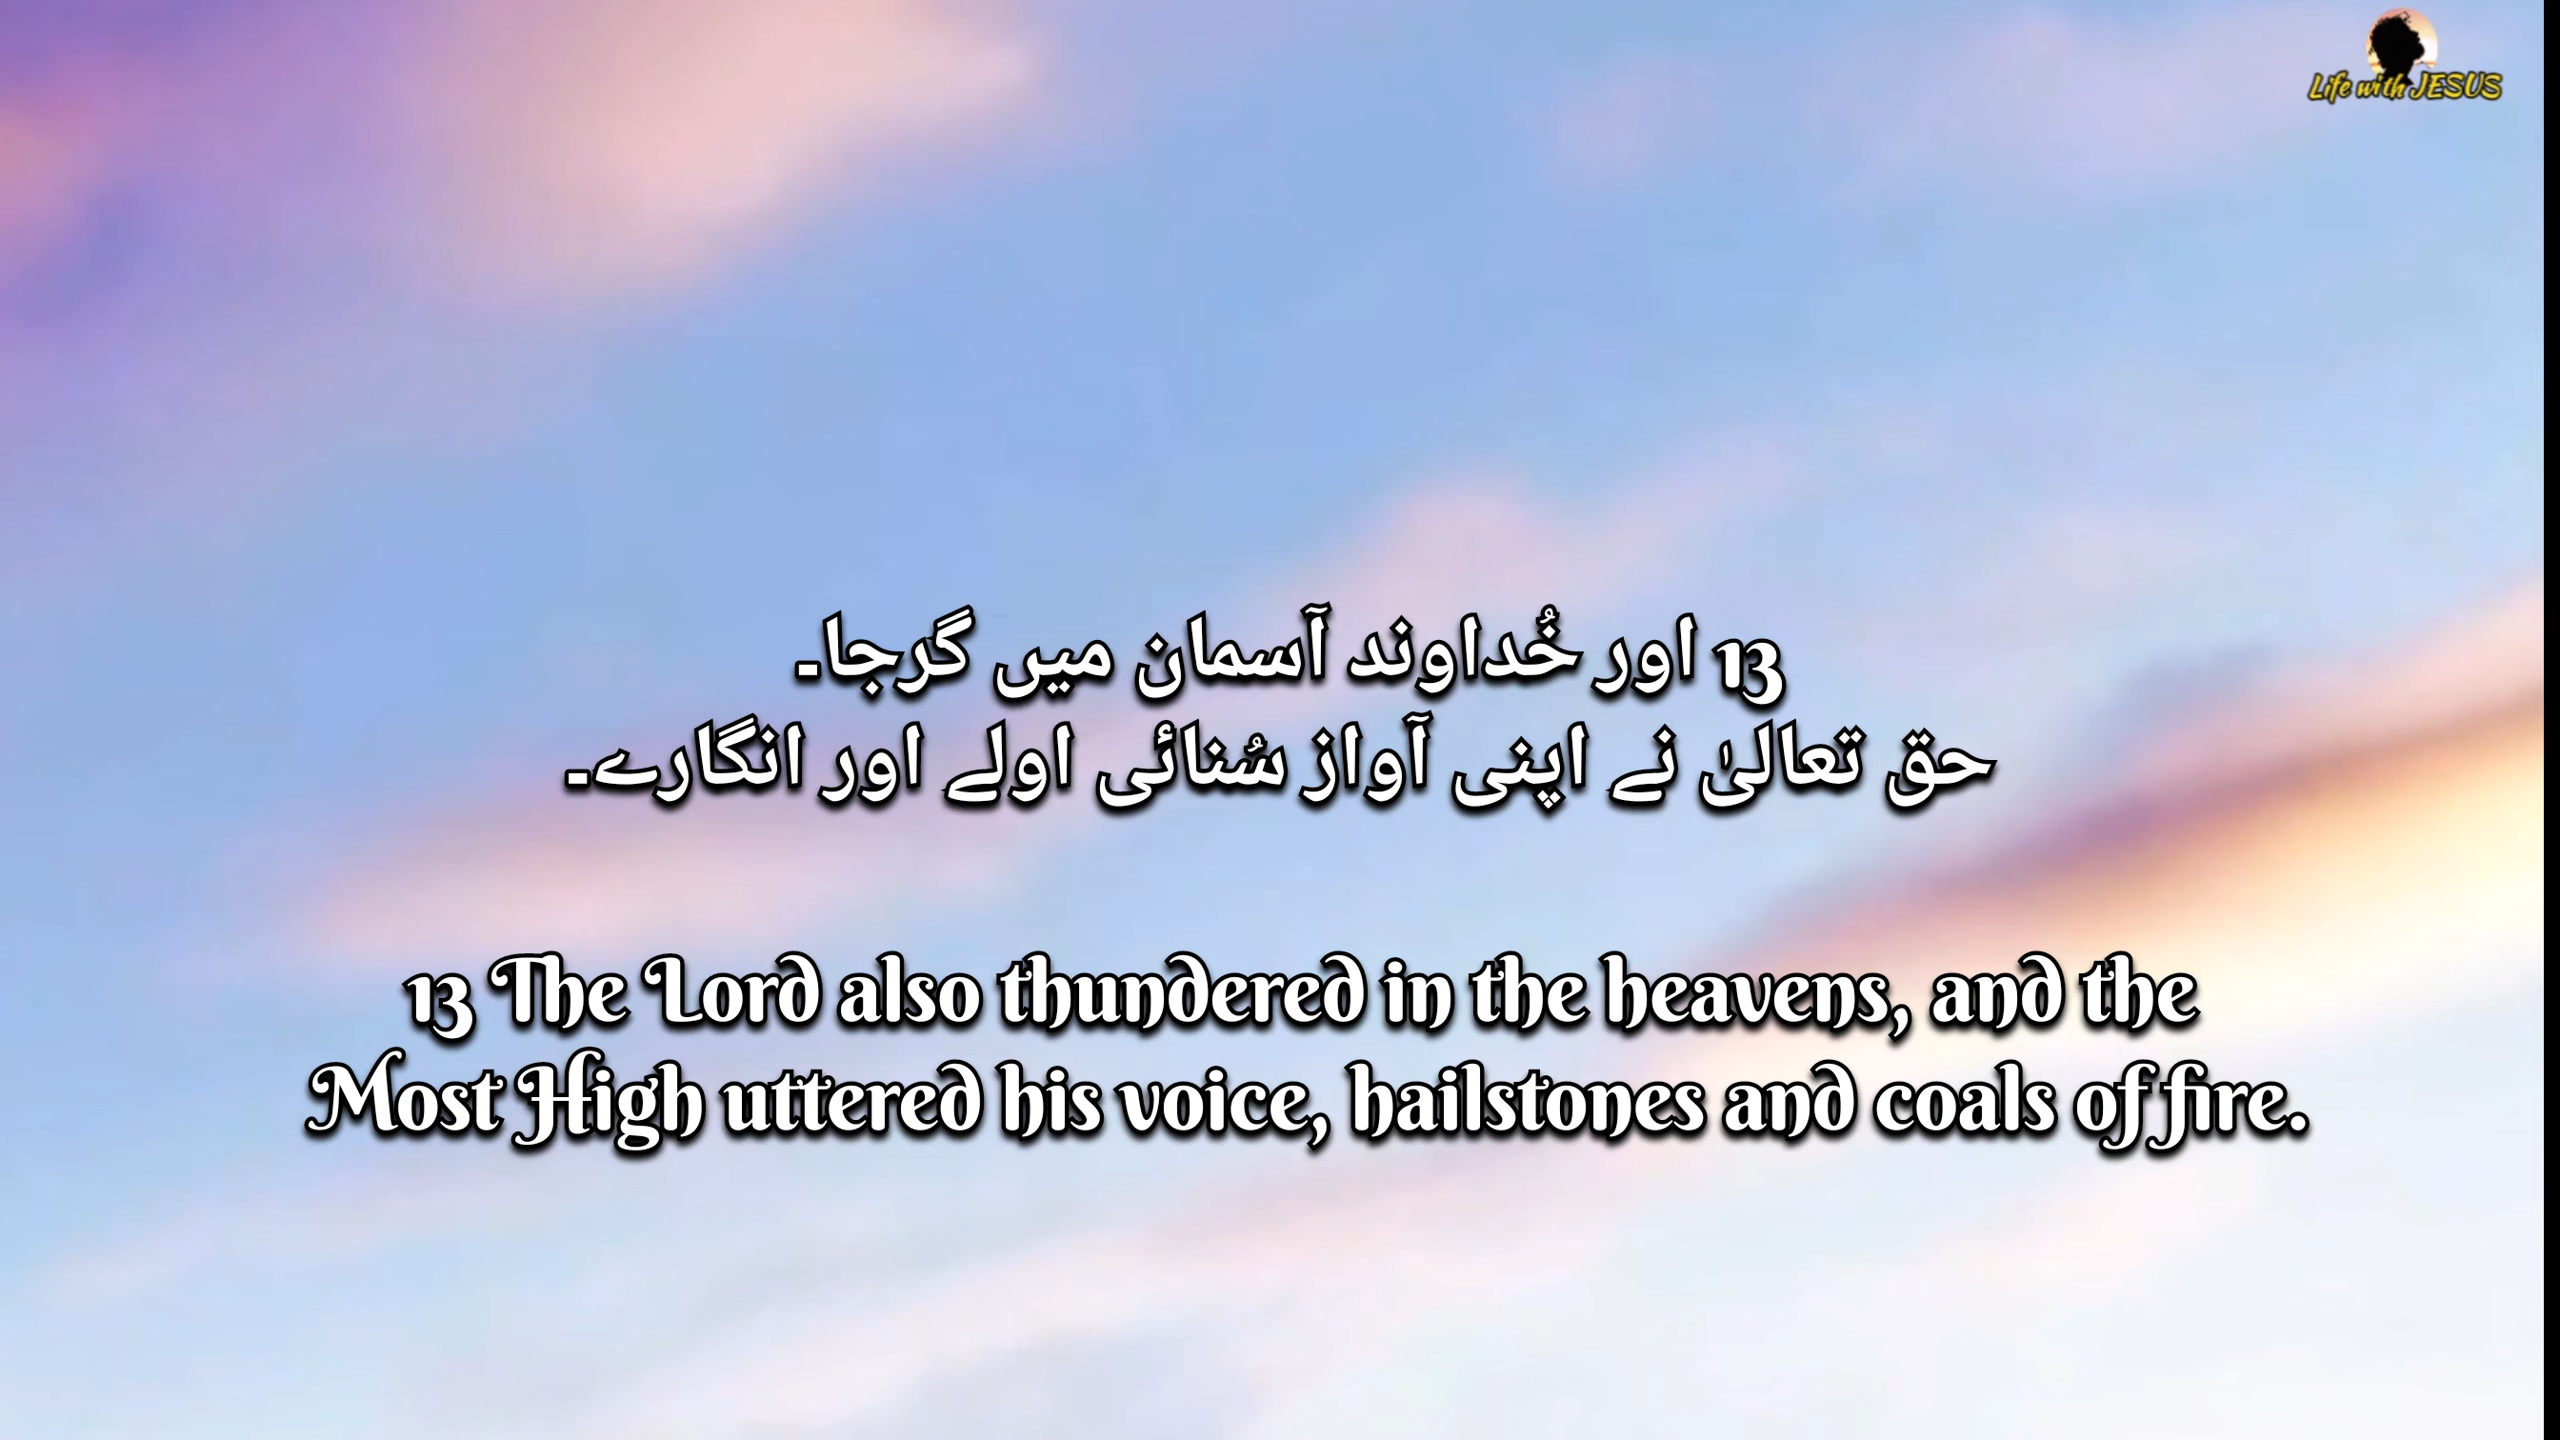 Life with JESUS
13 اور خُداوند آسمان میں گرجا۔
حق تعالیٰ نے اپنی آواز سُنائی اولے اور انگارے۔
13 The Lord also thundered in the heavens, and the
Most High uttered his voice, hailstones and coals of fire.